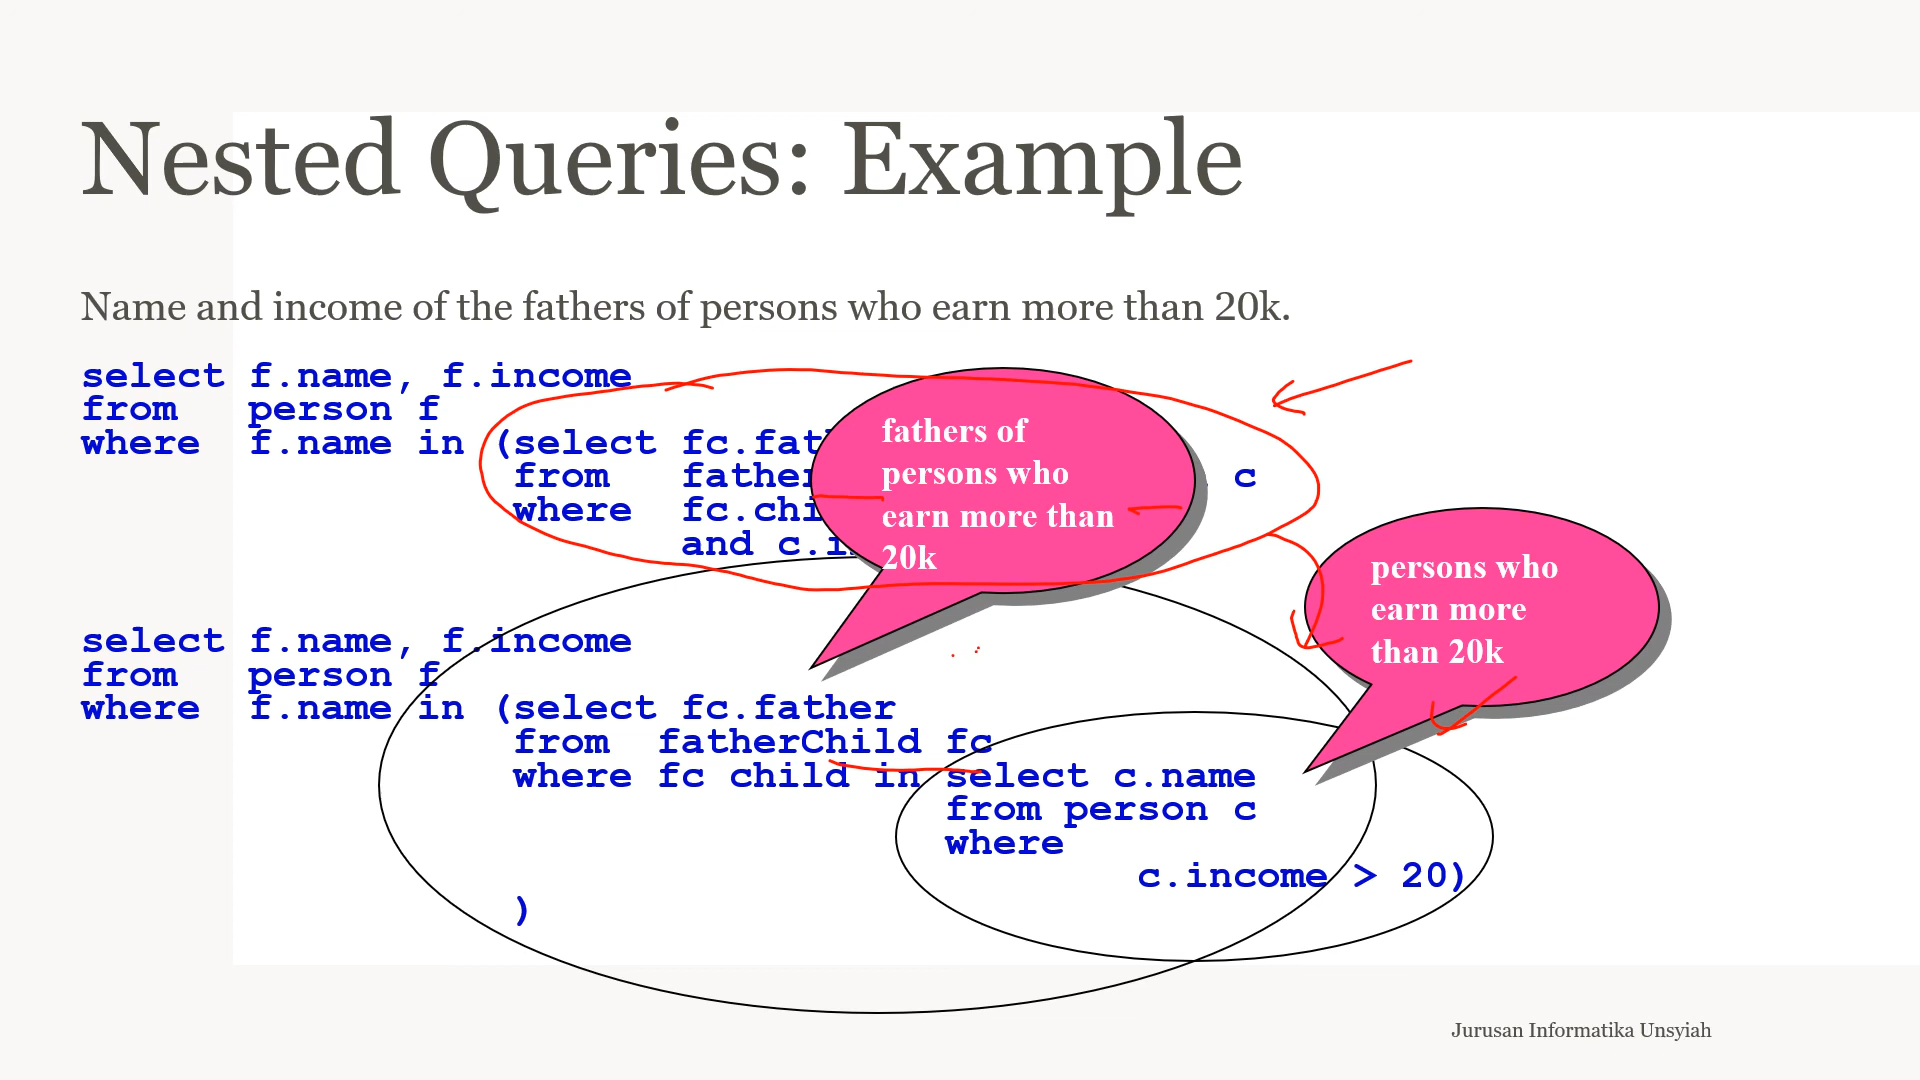 Nested Queries: Example
Name and income of the fathers of persons who earn more than 20k.
select f.name, f.income
from person f
where f.name in (select fc.fat
from father c
where fc.chi
and c.i
fathers of
persons who
earn more than
20k
persons who
earn more
than 20k
select f.name, f.income
from person f
where f.name in (select fc.father
from fatherChild fc
where fc child in select c.name
from person c
where
c.income > 20)
)
Jurusan Informatika Unsyiah